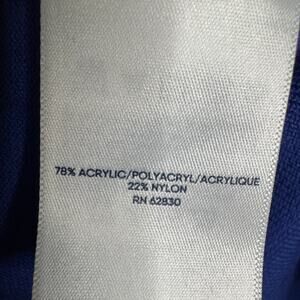 78% ACRYLIC/POLYACRYL/ACRYLIQUE
22% NYLON
RN 62830